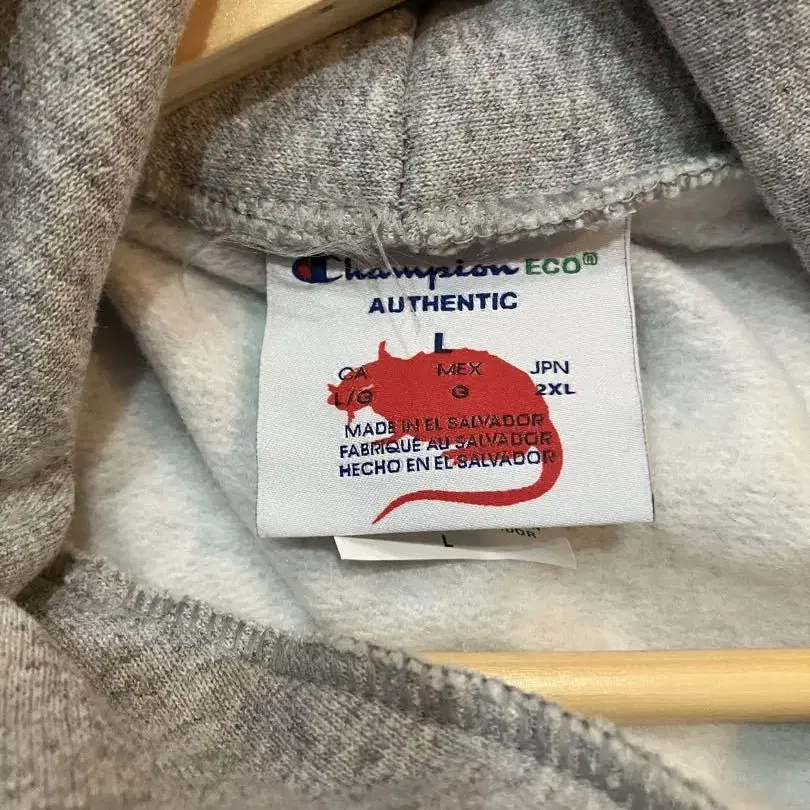 Champion ECO®
AUTHENTIC
L
CA MEX JPN
L/G G 2XL
MADE IN EL SALVADOR
FABRIQUÉ AU SALVADOR
HECHO EN EL SALVADOR
L